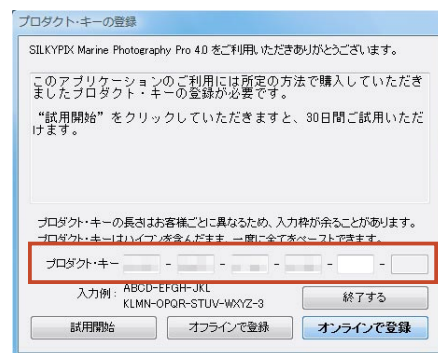 プロダクト・キーの登録
SILKYPIX Marine Photography Pro 4.0 をご利用いただきありがとうございます。
このアプリケーションのご利用には所定の方法で購入していただき
ましたプロダクト・キーの登録が必要です。
“試用開始”をクリックしていただきますと、30日間ご試用いただ
けます。
プロダクト・キーの長さはお客様ごとに異なるため、入力枠が余ることがあります。
プロダクト・キーはハイフンを含んだまま、一度に全てをペーストできます。
プロダクト・キー - - - - -
入力例： ABCD-EFGH-JKL
KLMN-OPQR-STUV-WXYZ-3
終了する
試用開始 オフラインで登録 オンラインで登録